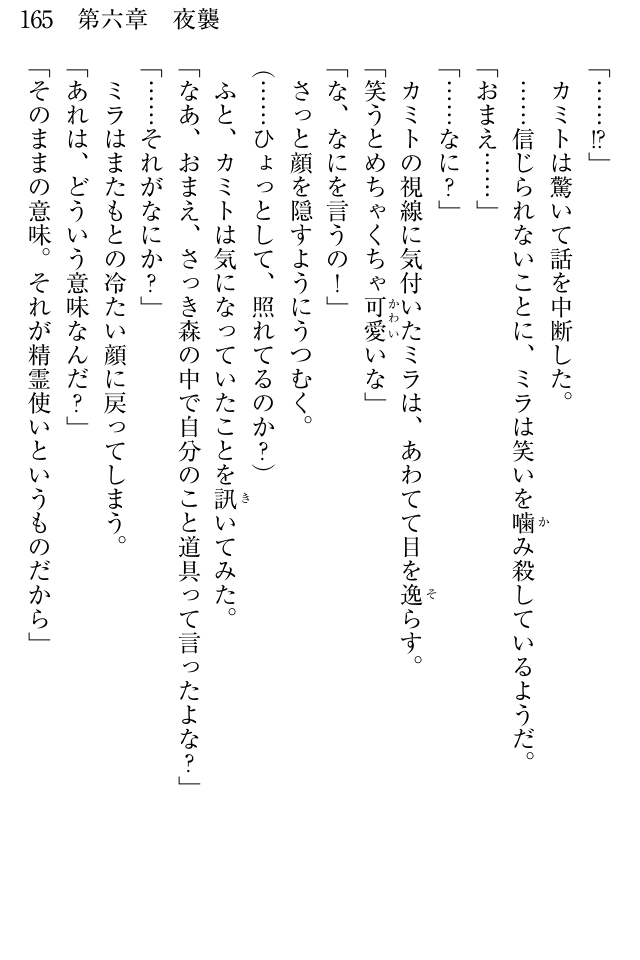 165　第六章　夜襲
「……!?」
　カミトは驚いて話を中断した。
　……信じられないことに、ミラは笑いを噛み殺しているようだ。
「おまえ……」
「……なに？」
　カミトの視線に気付いたミラは、あわてて目を逸らす。
「笑うとめちゃくちゃ可愛いな」
「な、なにを言うの！」
　さっと顔を隠すようにうつむく。
（……ひょっとして、照れてるのか？）
　ふと、カミトは気になっていたことを訊いてみた。
「なあ、おまえ、さっき森の中で自分のこと道具って言ったよな？」
「……それがなにか？」
　ミラはまたもとの冷たい顔に戻ってしまう。
「あれは、どういう意味なんだ？」
「そのままの意味。それが精霊使いというものだから」